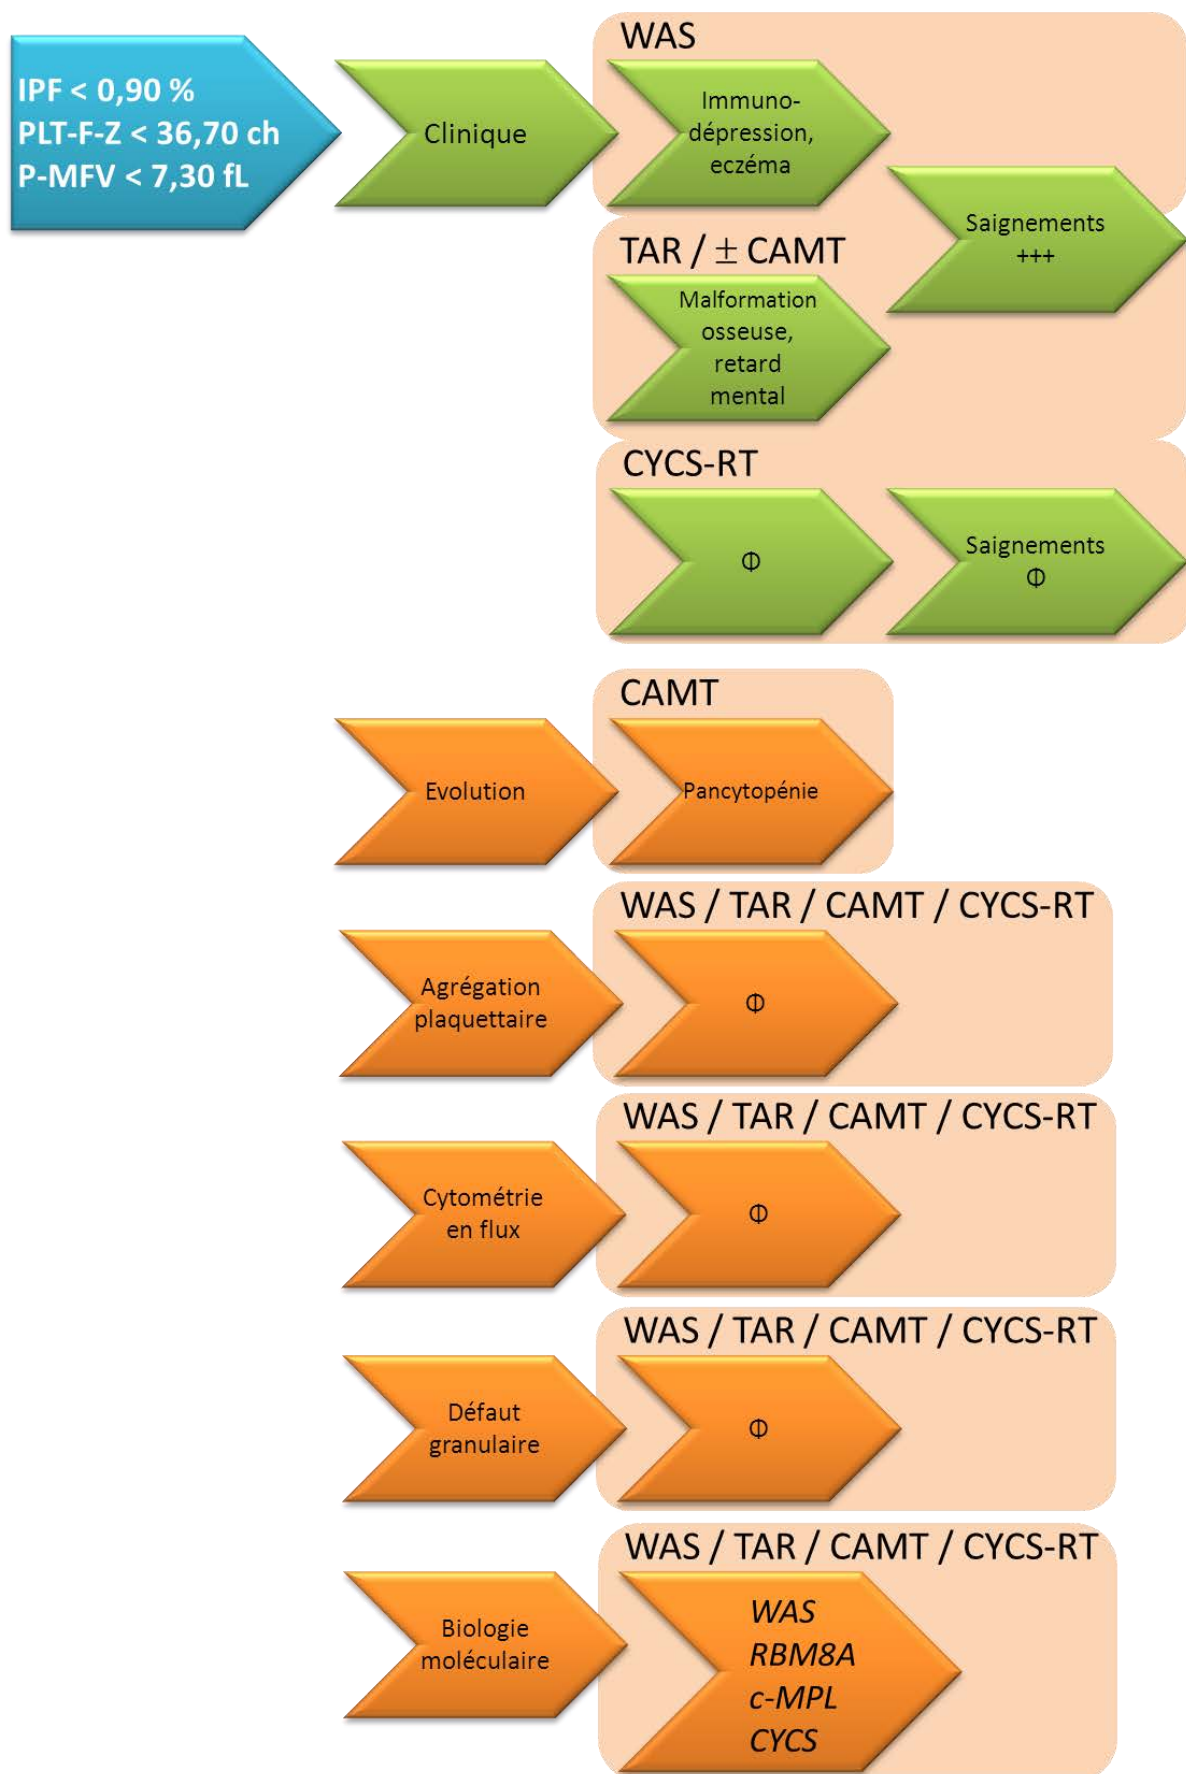 IPF < 0,90 %
PLT-F-Z < 36,70 ch
P-MFV < 7,30 fL
Clinique
WAS
Immuno-
dépression,
eczéma
Saignements
+++
TAR / ± CAMT
Malformation
osseuse,
retard
mental
CYCS-RT
Φ
Saignements
Φ
Evolution
CAMT
Pancytopénie
Agrégation
plaquettaire
WAS / TAR / CAMT / CYCS-RT
Φ
Cytométrie
en flux
WAS / TAR / CAMT / CYCS-RT
Φ
Défaut
granulaire
WAS / TAR / CAMT / CYCS-RT
Φ
Biologie
moléculaire
WAS / TAR / CAMT / CYCS-RT
WAS
RBM8A
c-MPL
CYCS